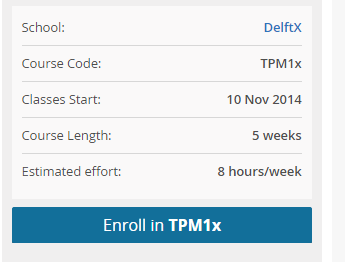 School: DelftX
Course Code: TPM1x
Classes Start: 10 Nov 2014
Course Length: 5 weeks
Estimated effort: 8 hours/week
Enroll in TPM1x